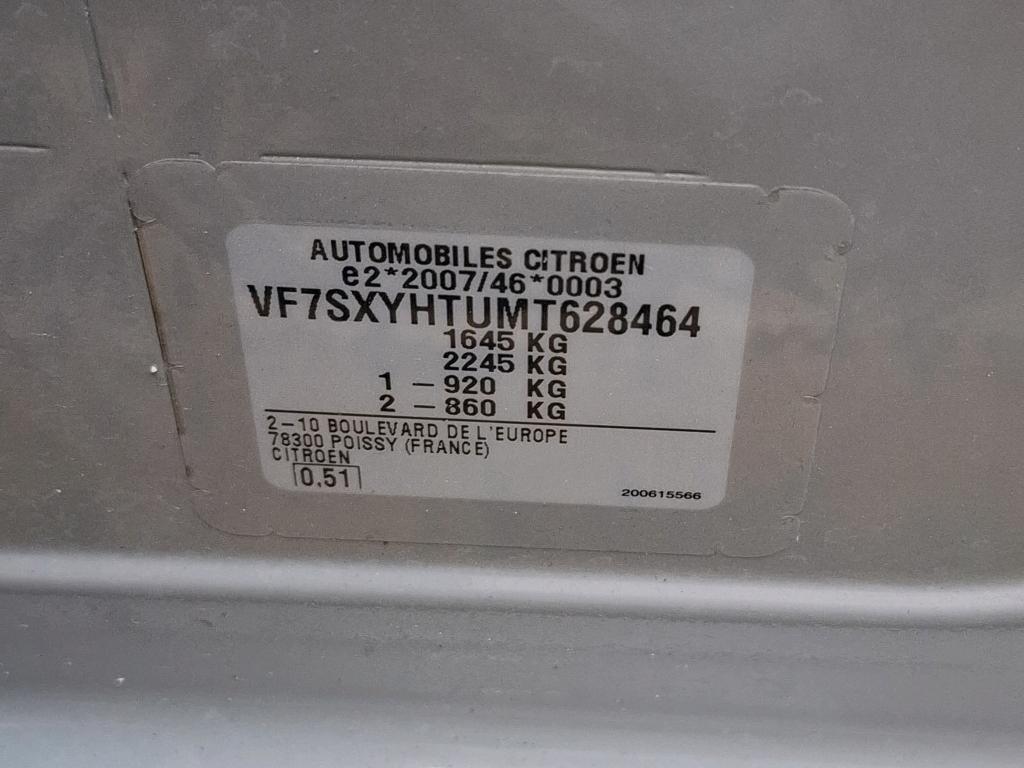 AUTOMOBILES CITROEN
e2*2007/46*0003
VF7SXYHTUMT628464
1645 KG
2245 KG
1 – 920 KG
2 – 860 KG
2–10 BOULEVARD DE L'EUROPE
78300 POISSY (FRANCE)
CITROEN
0.51
200615566